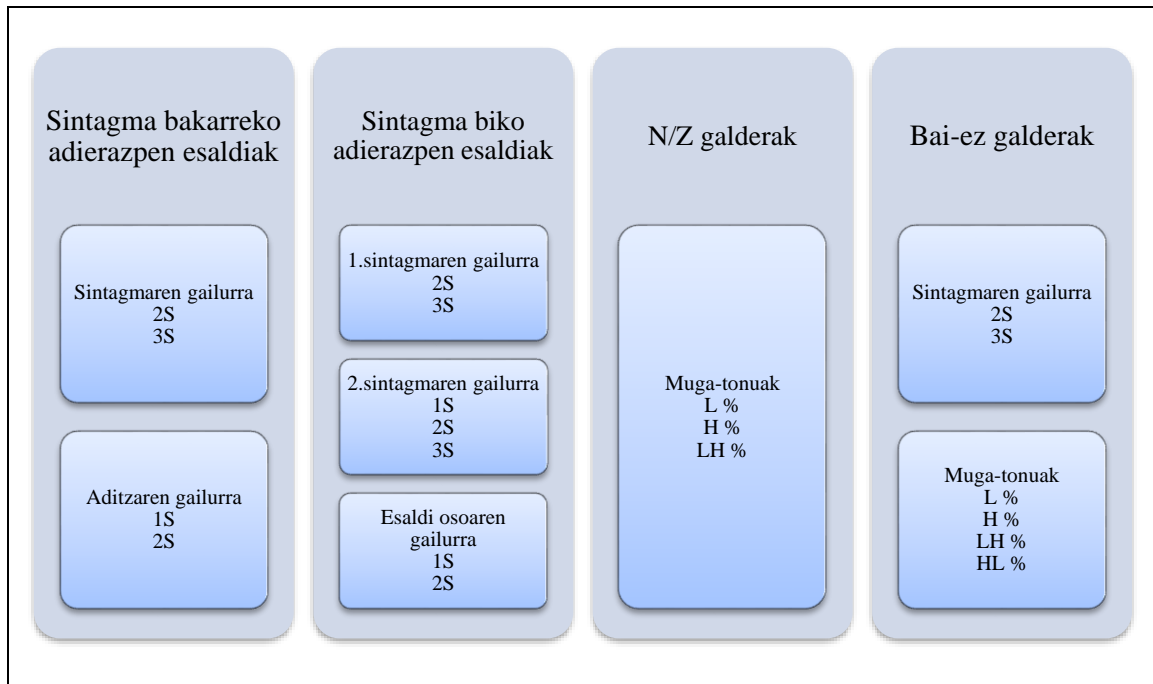 Sintagma bakarreko
adierazpen esaldiak
Sintagmaren gailurra
2S
3S
Aditzaren gailurra
1S
2S
Sintagma biko
adierazpen esaldiak
1.sintagmaren gailurra
2S
3S
2.sintagmaren gailurra
1S
2S
3S
Esaldi osoaren
gailurra
1S
2S
N/Z galderak
Muga-tonuak
L %
H %
LH %
Bai-ez galderak
Sintagmaren gailurra
2S
3S
Muga-tonuak
L %
H %
LH %
HL %